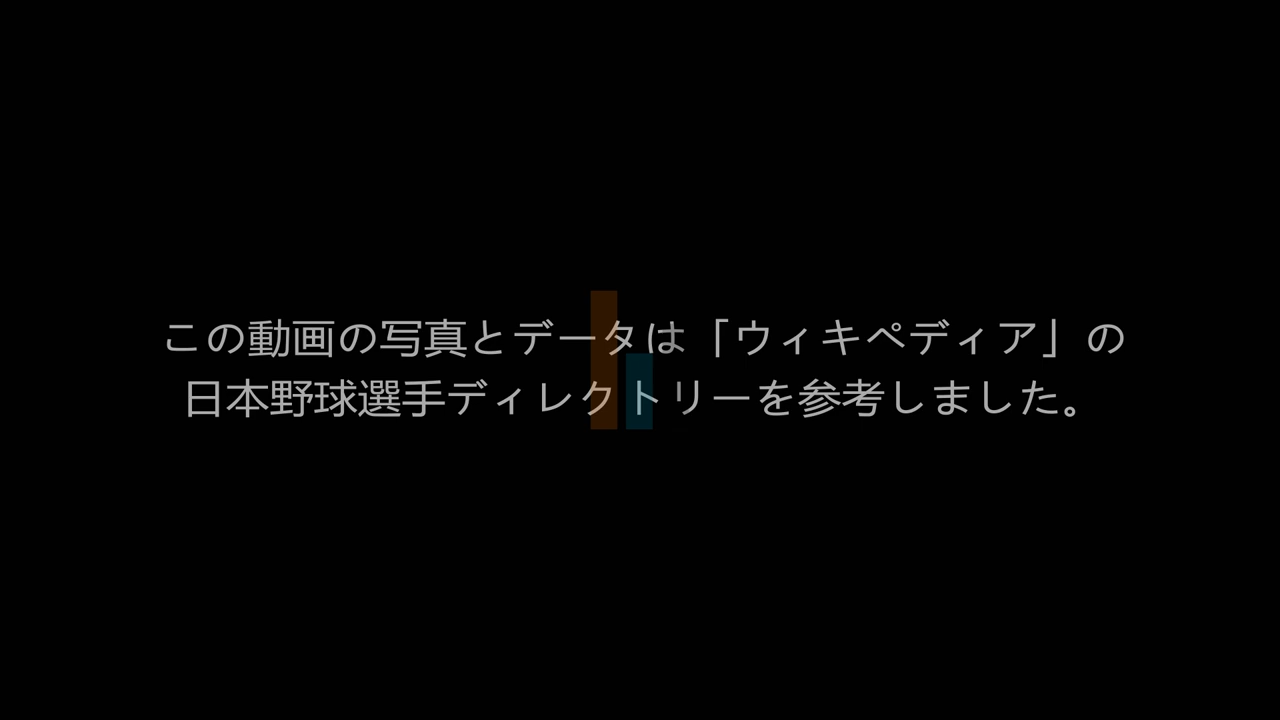 この動画の写真とデータは「ウィキペディア」の
日本野球選手ディレクトリーを参考しました。